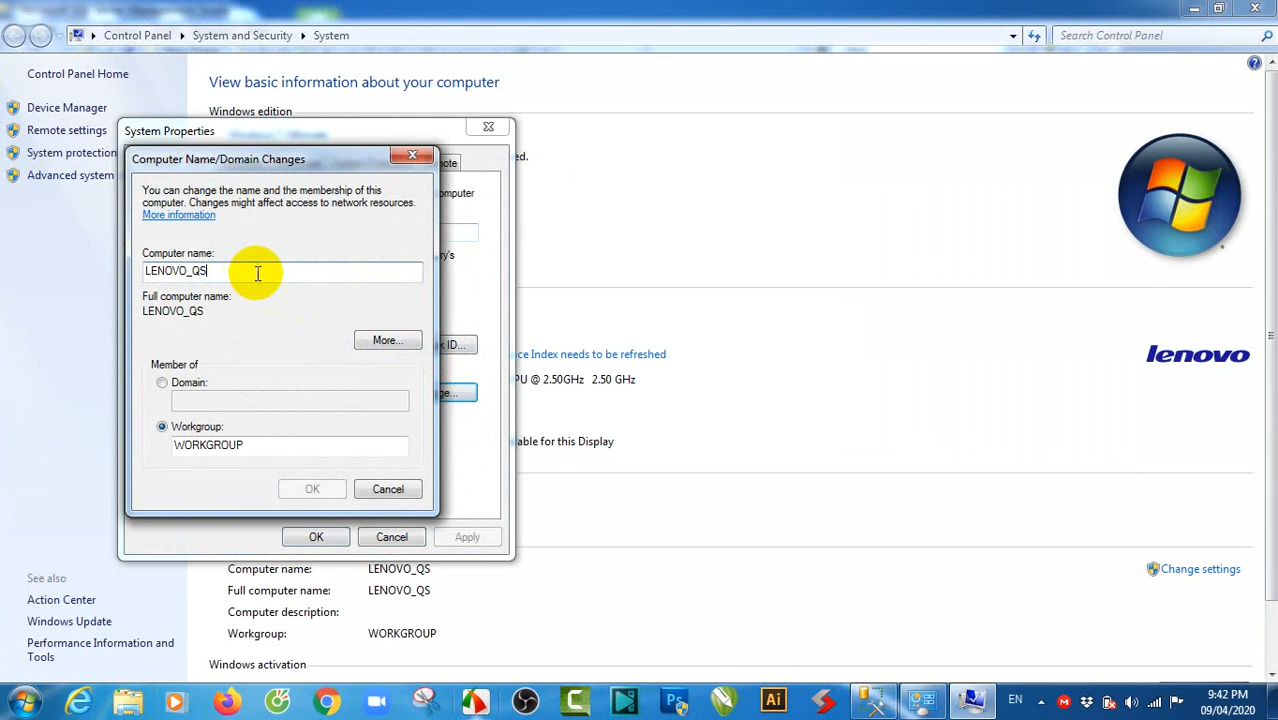 Control Panel
System and Security
System
Search Control Panel
Control Panel Home
Device Manager
Remote settings
System protection
Advanced system
View basic information about your computer
Windows edition
System Properties
Computer Name/Domain Changes
You can change the name and the membership of this
computer. Changes might affect access to network resources.
More information
Computer name:
LENOVO_QS
Full computer name:
LENOVO_QS
More...
Member of
Domain:
Workgroup:
WORKGROUP
OK
Cancel
OK
Cancel
Apply
ce Index needs to be refreshed
PU @ 2.50GHz 2.50 GHz
able for this Display
lenovo
Computer name: LENOVO_QS
Full computer name: LENOVO_QS
Computer description:
Workgroup: WORKGROUP
Change settings
Windows activation
See also
Action Center
Windows Update
Performance Information and
Tools
EN
9:42 PM
09/04/2020